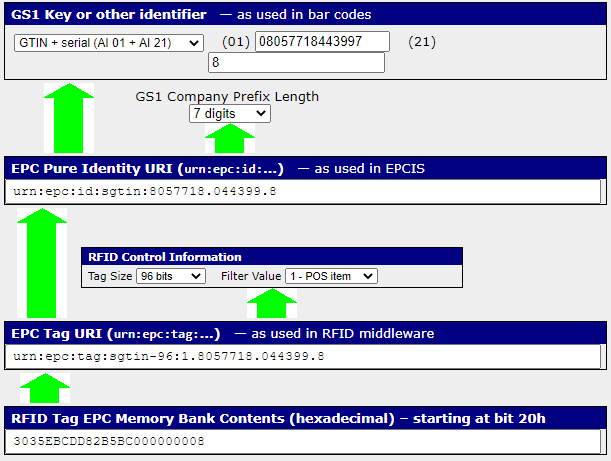 GS1 Key or other identifier — as used in bar codes
GTIN + serial (AI 01 + AI 21) (01) 08057718443997 (21)
8
GS1 Company Prefix Length
7 digits
EPC Pure Identity URI (urn:epc:id:...) — as used in EPCIS
urn:epc:id:sgtin:8057718.044399.8
RFID Control Information
Tag Size 96 bits Filter Value 1 - POS item
EPC Tag URI (urn:epc:tag:...) — as used in RFID middleware
urn:epc:tag:sgtin-96:1.8057718.044399.8
RFID Tag EPC Memory Bank Contents (hexadecimal) – starting at bit 20h
3035EBCDD82B5BC000000008